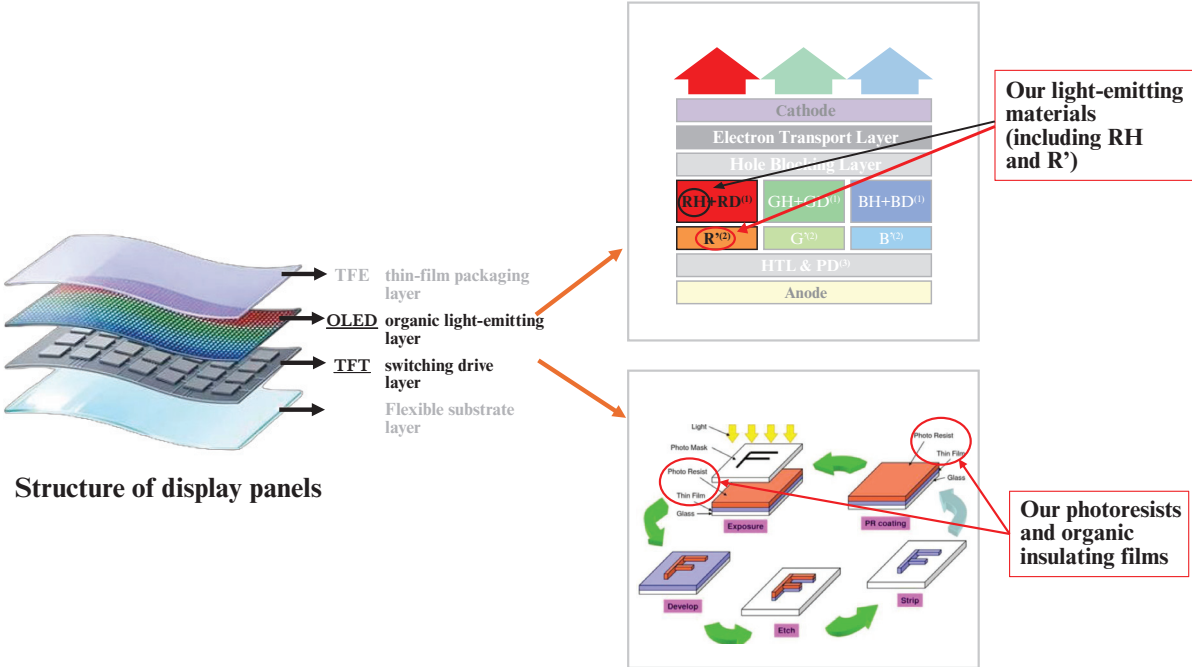 TFE thin-film packaging
layer
OLED organic light-emitting
layer
TFT switching drive
layer
Flexible substrate
layer
Structure of display panels
Cathode
Electron Transport Layer
Hole Blocking Layer
RH+RD(1)
GH+GD(1)
BH+BD(1)
R’(2)
G’(2)
B’(2)
HTL & PD(3)
Anode
Our light-emitting
materials
(including RH
and R’)
Light
Photo Mask
Photo Resist
Thin Film
Glass
Exposure
Photo Resist
Thin Film
Glass
PR coating
Develop
Etch
Strip
Our photoresists
and organic
insulating films